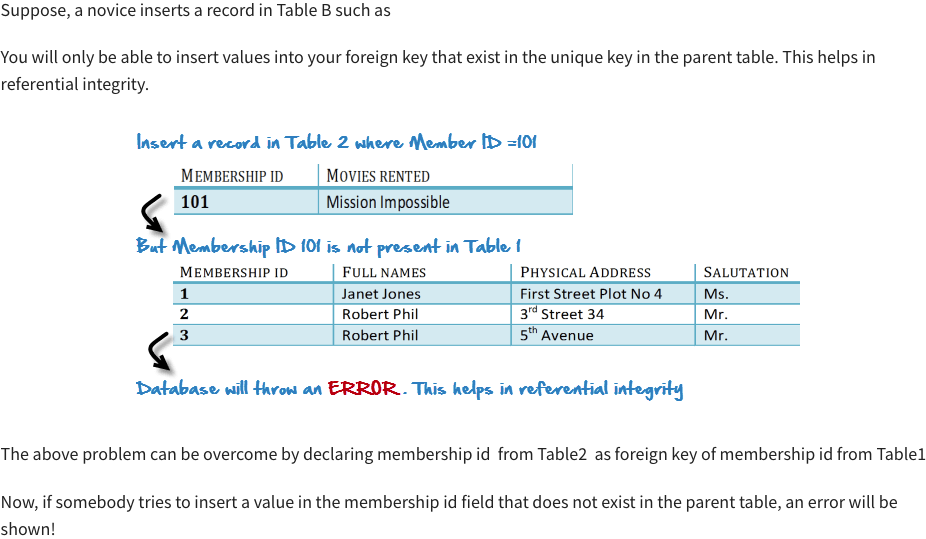 Suppose, a novice inserts a record in Table B such as
You will only be able to insert values into your foreign key that exist in the unique key in the parent table. This helps in
referential integrity.
Insert a record in Table 2 where Member ID =101
MEMBERSHIP ID MOVIES RENTED
101 Mission Impossible
But Membership ID 101 is not present in Table 1
MEMBERSHIP ID FULL NAMES PHYSICAL ADDRESS SALUTATION
1 Janet Jones First Street Plot No 4 Ms.
2 Robert Phil 3rd Street 34 Mr.
3 Robert Phil 5th Avenue Mr.
Database will throw an ERROR. This helps in referential integrity
The above problem can be overcome by declaring membership id from Table2 as foreign key of membership id from Table1
Now, if somebody tries to insert a value in the membership id field that does not exist in the parent table, an error will be
shown!